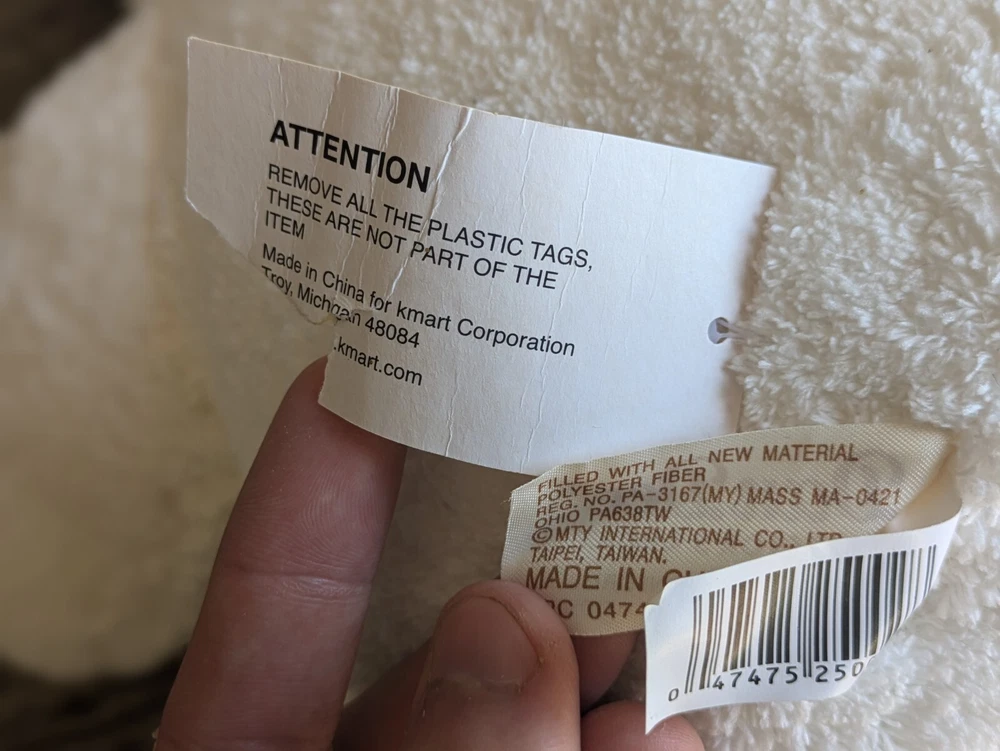 ATTENTION
REMOVE ALL THE PLASTIC TAGS,
THESE ARE NOT PART OF THE
ITEM
Made in China for kmart Corporation
Troy, Michigan 48084
.kmart.com
FILLED WITH ALL NEW MATERIAL
POLYESTER FIBER
REG. NO. PA-3167(MY) MASS MA-0421
OHIO PA638TW
©MTY INTERNATIONAL CO., LTD
TAIPEI, TAIWAN.
MADE IN
0474
0 47475 250